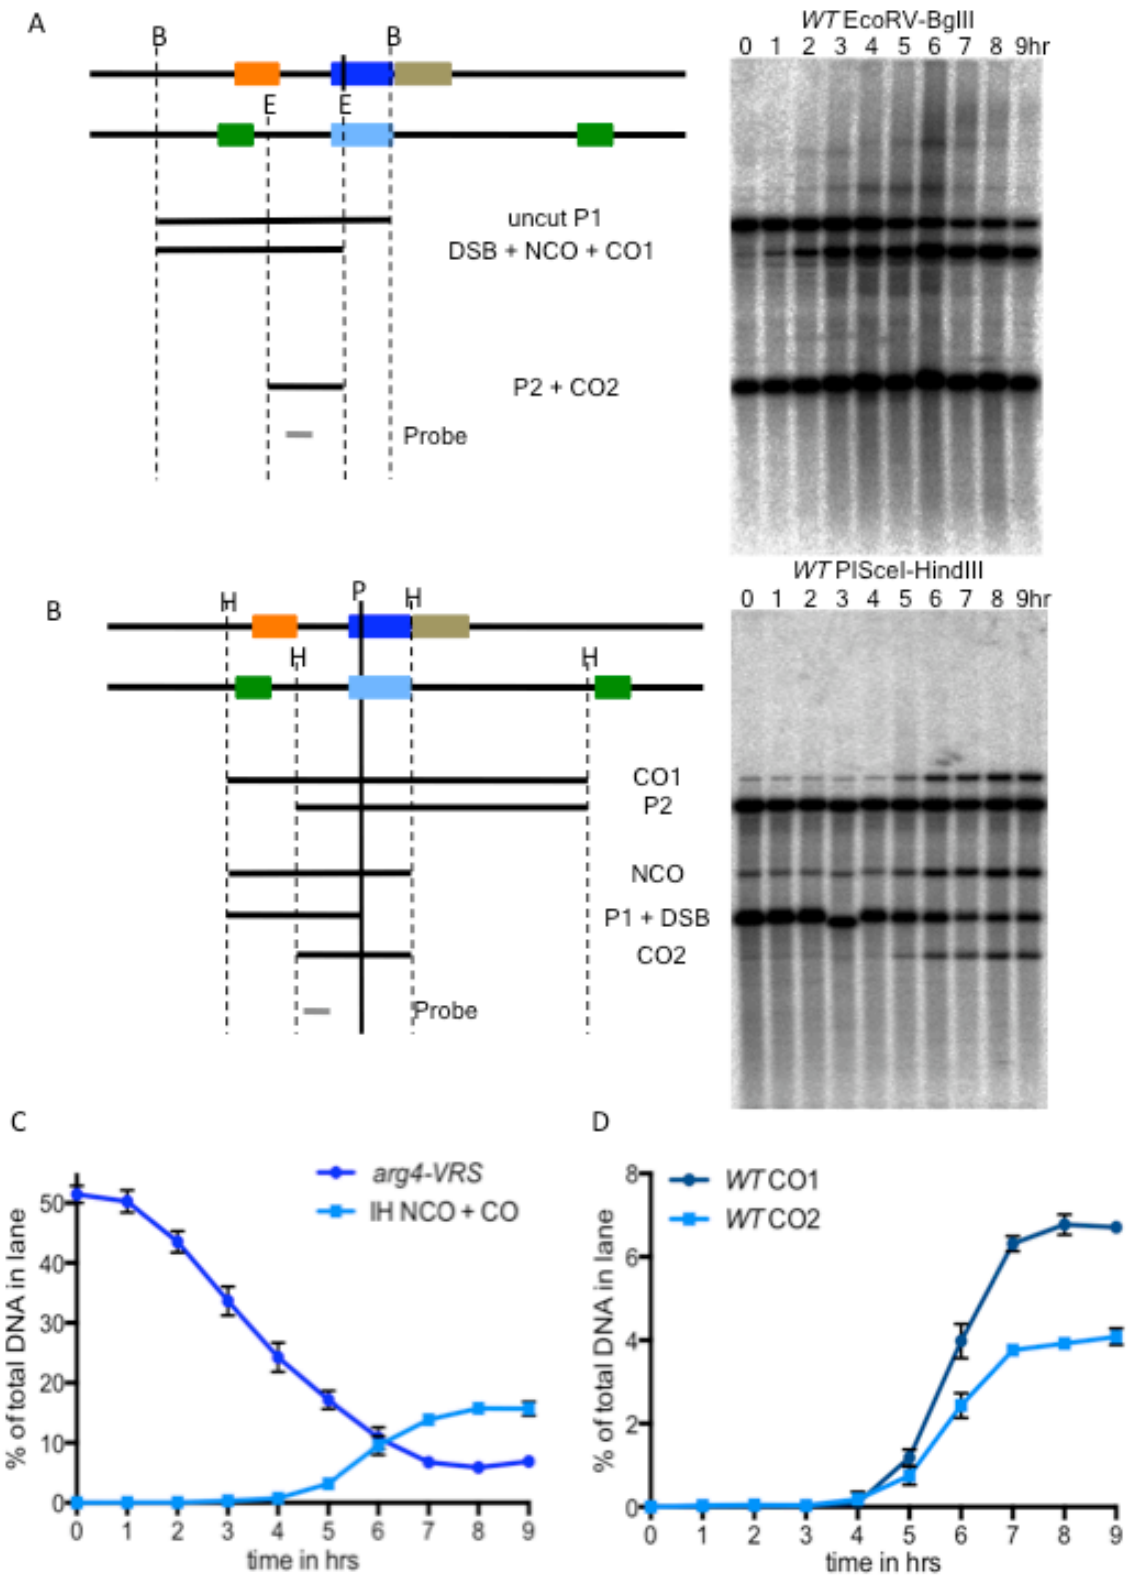 A
B B
E E
uncut P1
DSB + NCO + CO1
P2 + CO2
Probe
WT EcoRV-BglII
0 1 2 3 4 5 6 7 8 9hr
B
H P H
H H
CO1
P2
NCO
P1 + DSB
CO2
Probe
WT PISceI-HindIII
0 1 2 3 4 5 6 7 8 9hr
C
arg4-VRS
IH NCO + CO
% of total DNA in lane
50
40
30
20
10
0
0 1 2 3 4 5 6 7 8 9
time in hrs
D
WT CO1
WT CO2
% of total DNA in lane
8
6
4
2
0
0 1 2 3 4 5 6 7 8 9
time in hrs